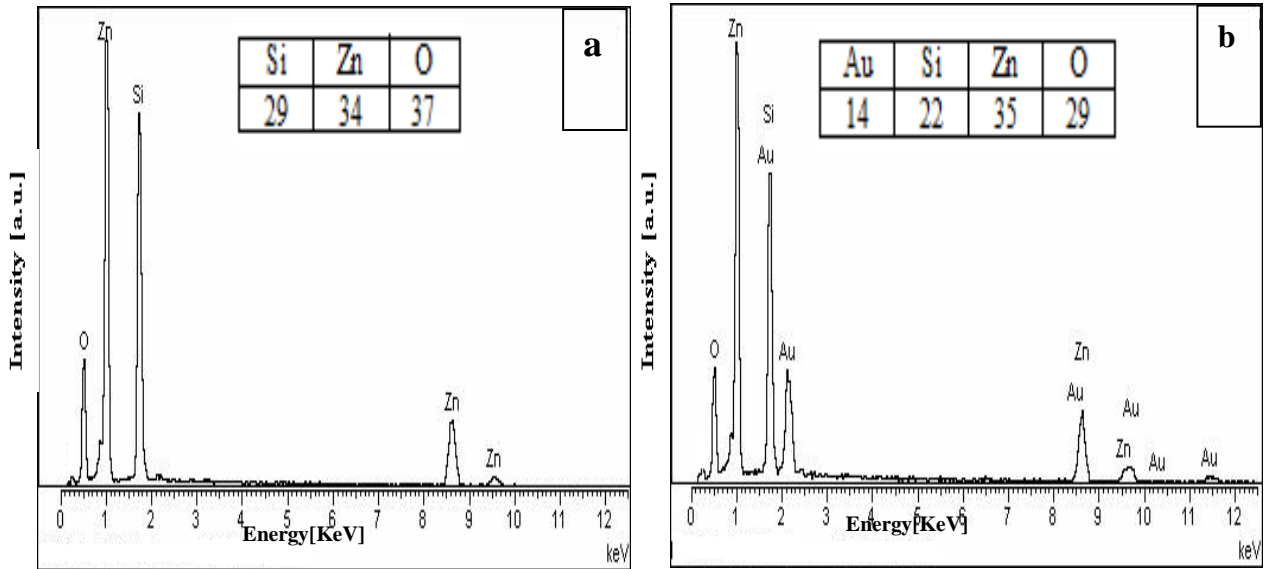 a
Zn
Si
O
Zn
Zn
Si Zn O
29 34 37
Intensity [a.u.]
0 1 2 3 4 5 6 7 8 9 10 11 12
Energy[KeV]
keV
b
Zn
Si
Au
O
Au
Zn
Au
Au
Zn
Au
Au
Au Si Zn O
14 22 35 29
Intensity [a.u.]
0 1 2 3 4 5 6 7 8 9 10 11 12
Energy[KeV]
keV